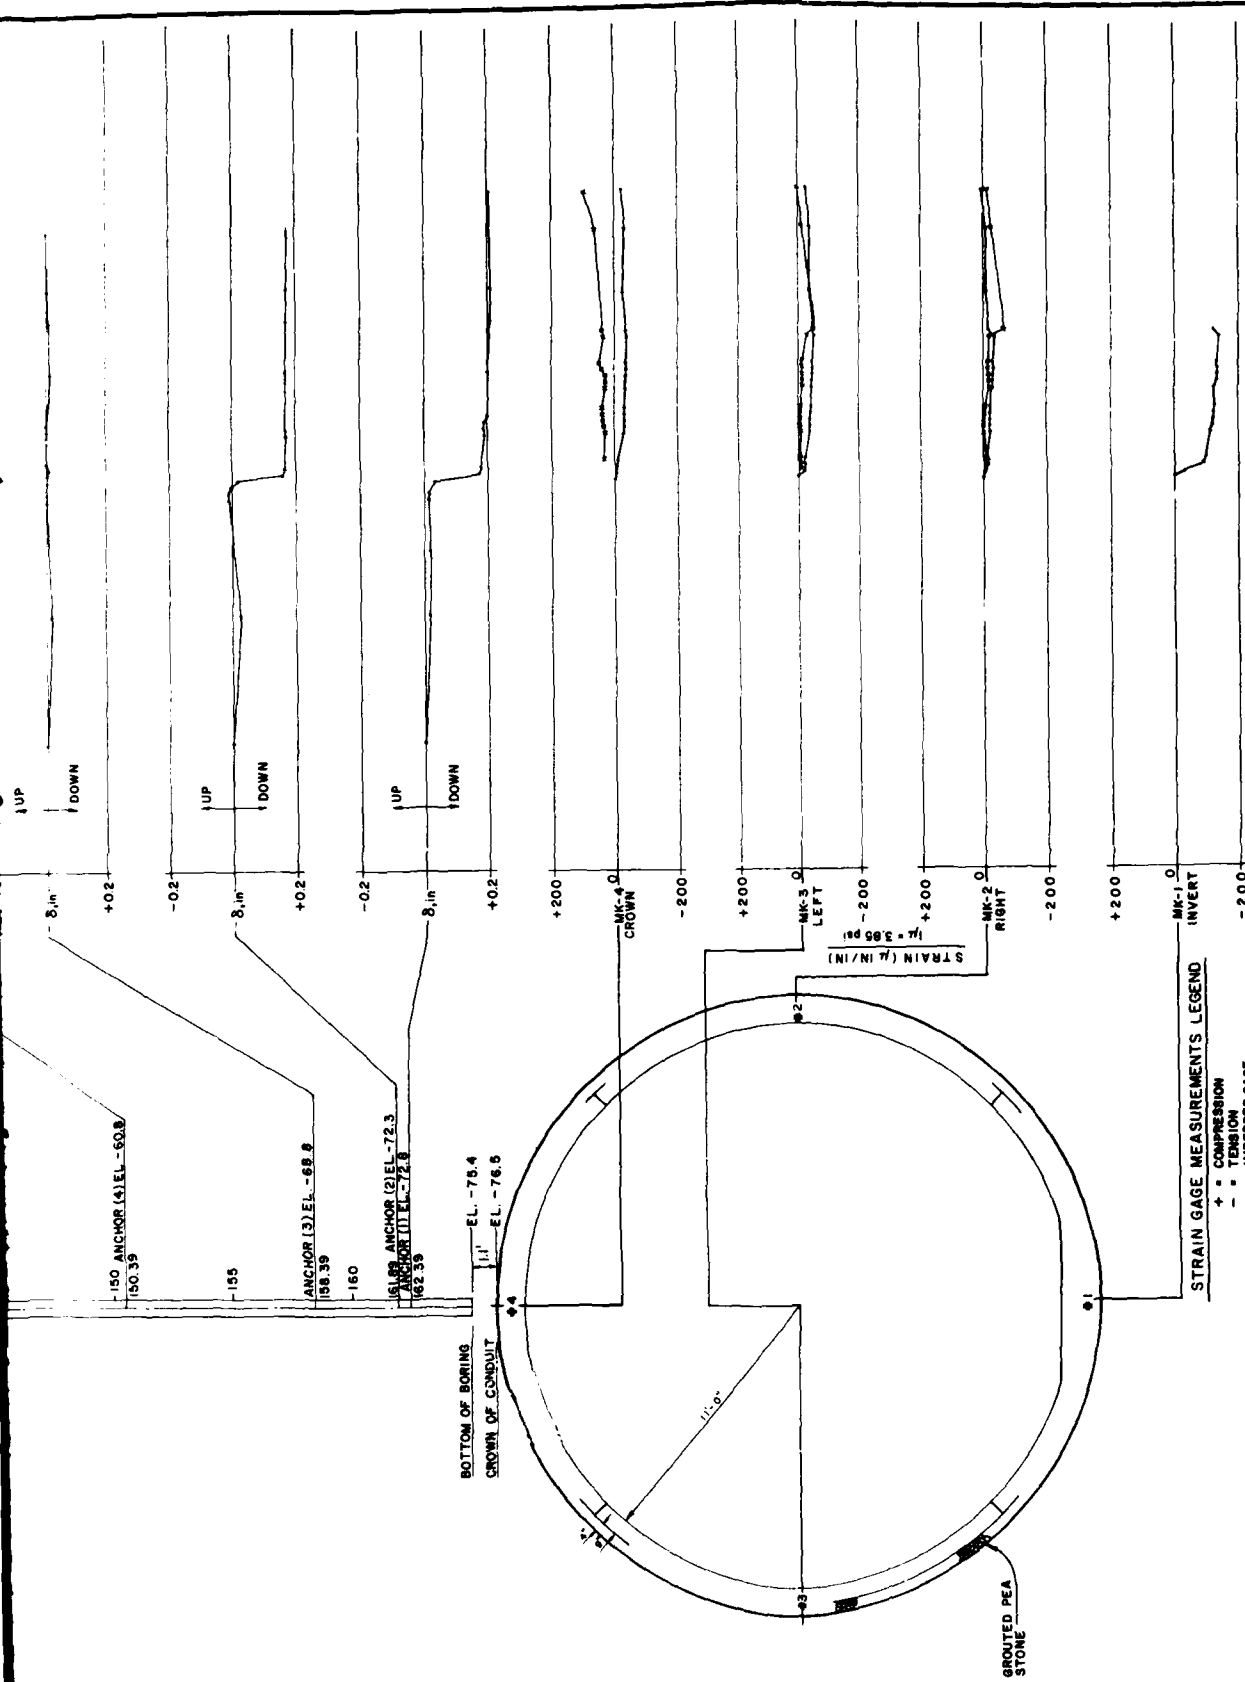 UP
DOWN
δ, in
+0.2
-0.2
UP
DOWN
δ, in
+0.2
-0.2
UP
DOWN
δ, in
+0.2
+200
0
MK-4
CROWN
-200
+200
0
MK-3
LEFT
-200
STRAIN (μ IN/IN)
1μ = 3.85 psi
+200
0
MK-2
RIGHT
-200
+200
0
MK-1
INVERT
-200
-150
ANCHOR (4) EL -60.8
150.39
-155
ANCHOR (3) EL. -68.8
158.39
-160
161.89 ANCHOR (2) EL -72.3
ANCHOR (1) EL. -72.8
162.39
EL. -75.4
1.1'
EL. -76.5
BOTTOM OF BORING
CROWN OF CONDUIT
#4
#2
#3
#1
11'-0"
GROUTED PEA
STONE
STRAIN GAGE MEASUREMENTS LEGEND
+ = COMPRESSION
- = TENSION